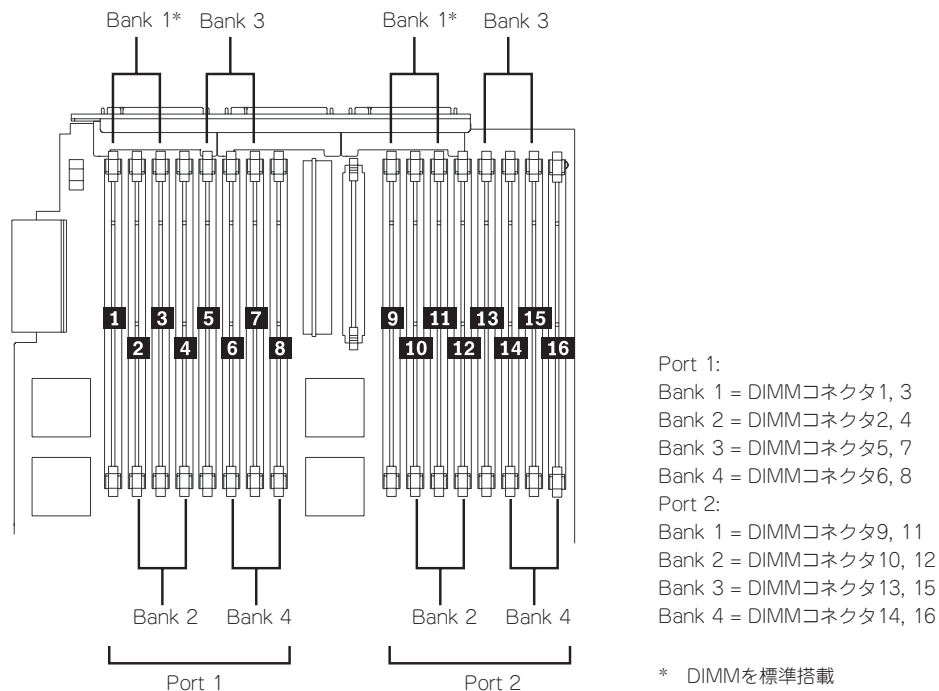 Bank 1* Bank 3 Bank 1* Bank 3
1 3 5 7 9 11 13 15
2 4 6 8 10 12 14 16
Bank 2 Bank 4 Bank 2 Bank 4
Port 1 Port 2
Port 1:
Bank 1 = DIMMコネクタ1, 3
Bank 2 = DIMMコネクタ2, 4
Bank 3 = DIMMコネクタ5, 7
Bank 4 = DIMMコネクタ6, 8
Port 2:
Bank 1 = DIMMコネクタ9, 11
Bank 2 = DIMMコネクタ10, 12
Bank 3 = DIMMコネクタ13, 15
Bank 4 = DIMMコネクタ14, 16
* DIMMを標準搭載